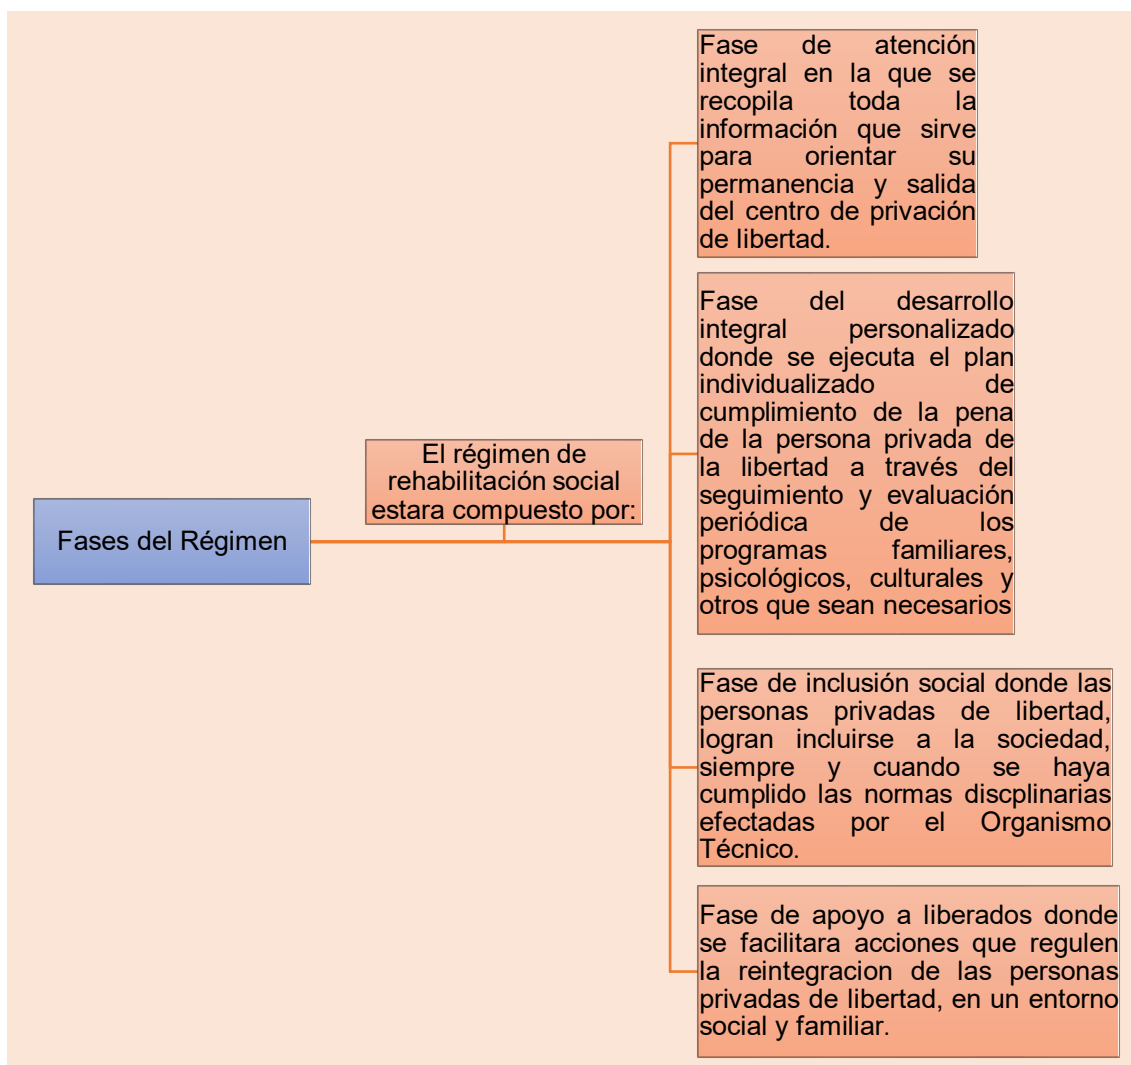 Fases del Régimen
El régimen de
rehabilitación social
estara compuesto por:
Fase de atención
integral en la que se
recopila toda la
información que sirve
para orientar su
permanencia y salida
del centro de privación
de libertad.
Fase del desarrollo
integral personalizado
donde se ejecuta el plan
individualizado de
cumplimiento de la pena
de la persona privada de
la libertad a través del
seguimiento y evaluación
periódica de los
programas familiares,
psicológicos, culturales y
otros que sean necesarios
Fase de inclusión social donde las
personas privadas de libertad,
logran incluirse a la sociedad,
siempre y cuando se haya
cumplido las normas discplinarias
efectadas por el Organismo
Técnico.
Fase de apoyo a liberados donde
se facilitara acciones que regulen
la reintegracion de las personas
privadas de libertad, en un entorno
social y familiar.